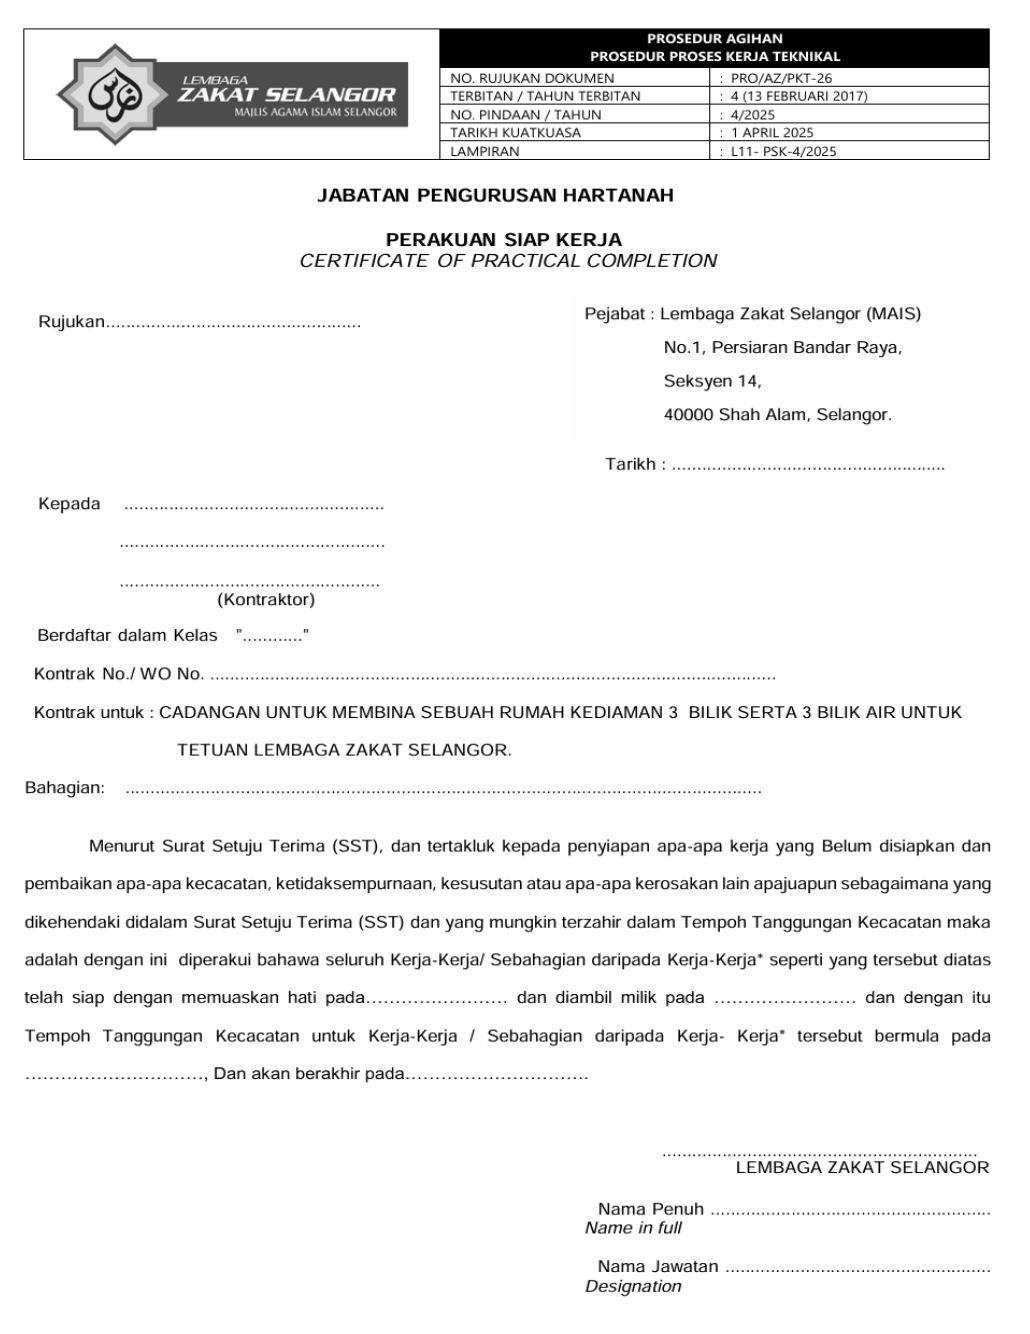 LEMBAGA
ZAKAT SELANGOR
MAJLIS AGAMA ISLAM SELANGOR
PROSEDUR AGIHAN
PROSEDUR PROSES KERJA TEKNIKAL
NO. RUJUKAN DOKUMEN : PRO/AZ/PKT-26
TERBITAN / TAHUN TERBITAN : 4 (13 FEBRUARI 2017)
NO. PINDAAN / TAHUN : 4/2025
TARIKH KUATKUASA : 1 APRIL 2025
LAMPIRAN : L11- PSK-4/2025
JABATAN PENGURUSAN HARTANAH
PERAKUAN SIAP KERJA
CERTIFICATE OF PRACTICAL COMPLETION
Rujukan...................................................
Pejabat : Lembaga Zakat Selangor (MAIS)
No.1, Persiaran Bandar Raya,
Seksyen 14,
40000 Shah Alam, Selangor.
Tarikh : .......................................................
Kepada ....................................................
.....................................................
....................................................
(Kontraktor)
Berdaftar dalam Kelas "............"
Kontrak No./ WO No. .................................................................................................................
Kontrak untuk : CADANGAN UNTUK MEMBINA SEBUAH RUMAH KEDIAMAN 3 BILIK SERTA 3 BILIK AIR UNTUK
TETUAN LEMBAGA ZAKAT SELANGOR.
Bahagian: ...............................................................................................................................
Menurut Surat Setuju Terima (SST), dan tertakluk kepada penyiapan apa-apa kerja yang Belum disiapkan dan
pembaikan apa-apa kecacatan, ketidaksempurnaan, kesusutan atau apa-apa kerosakan lain apajuapun sebagaimana yang
dikehendaki didalam Surat Setuju Terima (SST) dan yang mungkin terzahir dalam Tempoh Tanggungan Kecacatan maka
adalah dengan ini diperakui bahawa seluruh Kerja-Kerja/ Sebahagian daripada Kerja-Kerja* seperti yang tersebut diatas
telah siap dengan memuaskan hati pada…………………… dan diambil milik pada …………………… dan dengan itu
Tempoh Tanggungan Kecacatan untuk Kerja-Kerja / Sebahagian daripada Kerja- Kerja* tersebut bermula pada
…………………………, Dan akan berakhir pada………………………….
...............................................................
LEMBAGA ZAKAT SELANGOR
Nama Penuh ........................................................
Name in full
Nama Jawatan .....................................................
Designation